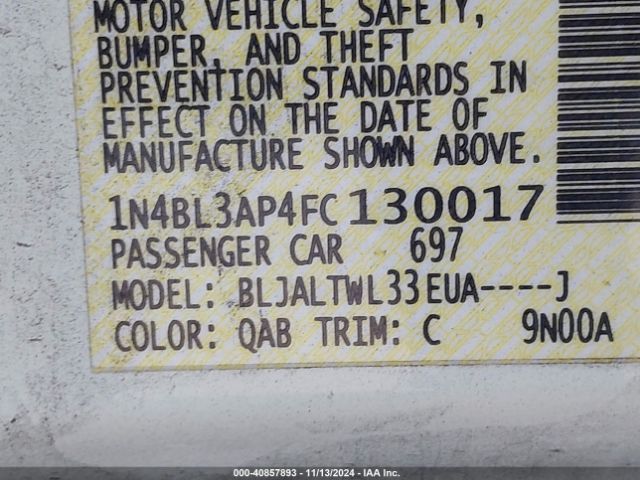 MOTOR VEHICLE SAFETY,
BUMPER, AND THEFT
PREVENTION STANDARDS IN
EFFECT ON THE DATE OF
MANUFACTURE SHOWN ABOVE.
1N4BL3AP4FC130017
PASSENGER CAR 697
MODEL: BLJALTWL33EUA----J
COLOR: QAB TRIM: C 9N00A
000-40857893 - 11/13/2024 - IAA Inc.